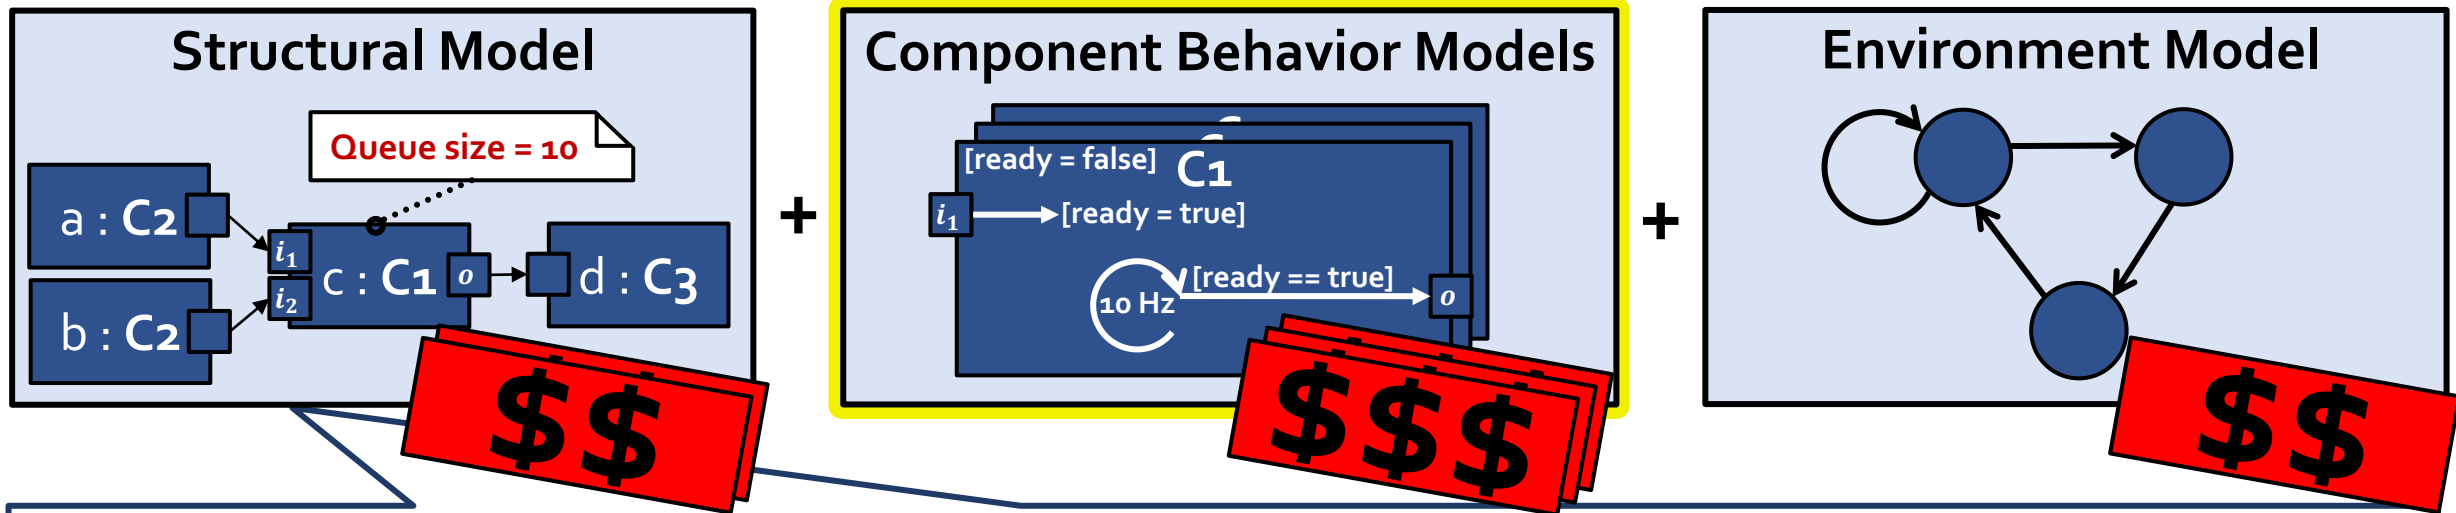 Structural Model
Queue size = 10
a : C2
i₁
c : C1
o
d : C3
i₂
b : C2
$$
+
Component Behavior Models
[ready = false]
C1
i₁
[ready = true]
[ready == true]
10 Hz
o
$$$
+
Environment Model
$$